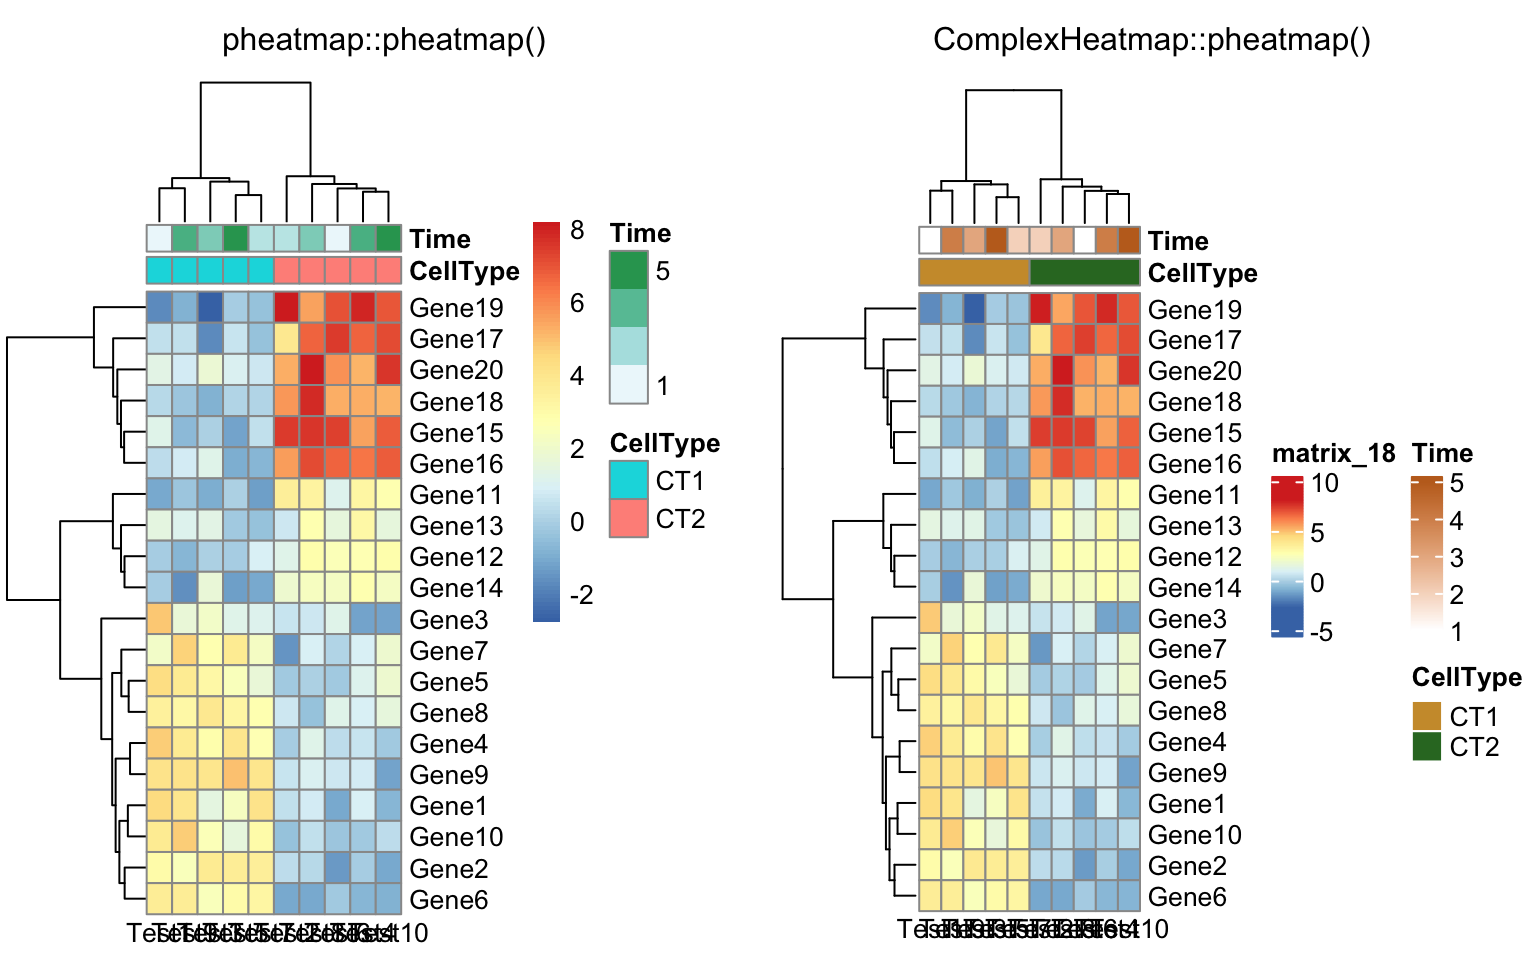 pheatmap::pheatmap()
Time
CellType
Gene19
Gene17
Gene20
Gene18
Gene15
Gene16
Gene11
Gene13
Gene12
Gene14
Gene3
Gene7
Gene5
Gene8
Gene4
Gene9
Gene1
Gene10
Gene2
Gene6
8
6
4
2
0
-2
Time
5
1
CellType
CT1
CT2
ComplexHeatmap::pheatmap()
Time
CellType
Gene19
Gene17
Gene20
Gene18
Gene15
Gene16
Gene11
Gene13
Gene12
Gene14
Gene3
Gene7
Gene5
Gene8
Gene4
Gene9
Gene1
Gene10
Gene2
Gene6
matrix_18
10
5
0
-5
Time
5
4
3
2
1
CellType
CT1
CT2